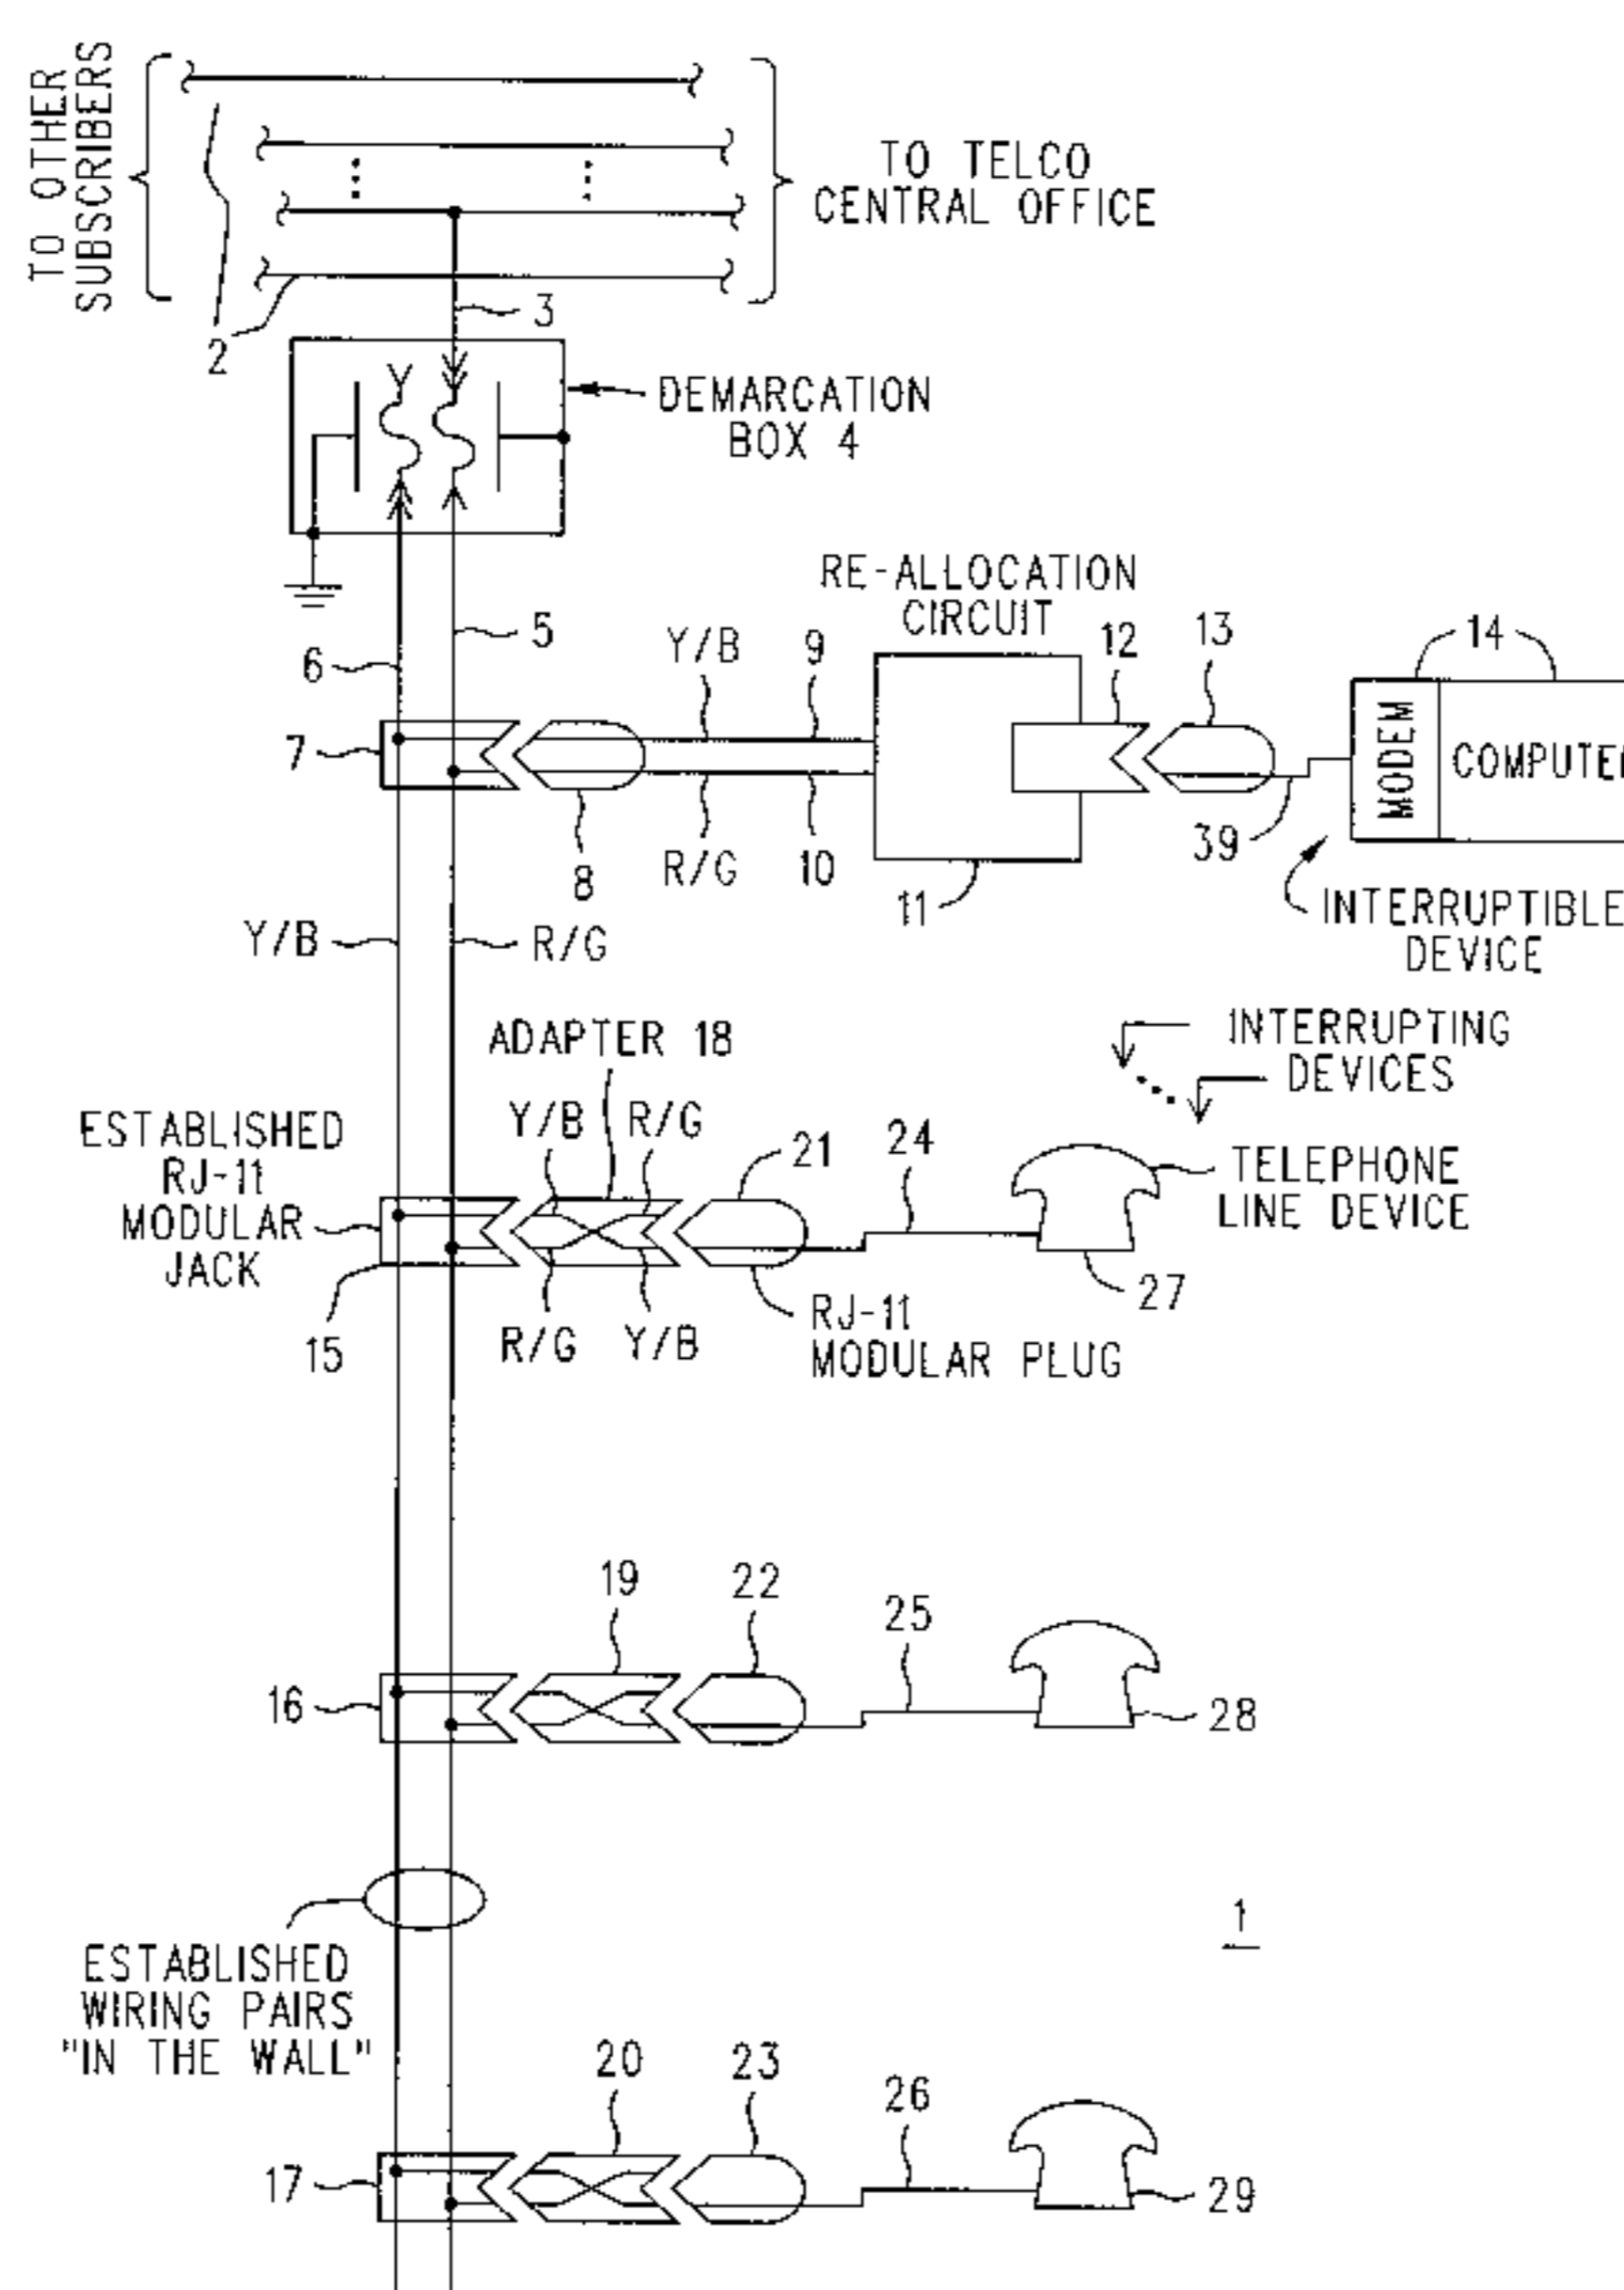 TO OTHER
SUBSCRIBERS
TO TELCO
CENTRAL OFFICE
2
3
DEMARCATION
BOX 4
5
6
RE-ALLOCATION
CIRCUIT
Y/B
9
12
13
14
7
MODEM
COMPUTE
8
R/G
10
11
39
INTERRUPTIBLE
DEVICE
Y/B
R/G
INTERRUPTING
DEVICES
ADAPTER 18
Y/B
R/G
ESTABLISHED
RJ-11
MODULAR
JACK
21
24
TELEPHONE
LINE DEVICE
27
15
R/G
Y/B
RJ-11
MODULAR PLUG
19
22
25
16
28
ESTABLISHED
WIRING PAIRS
"IN THE WALL"
1
20
23
26
17
29